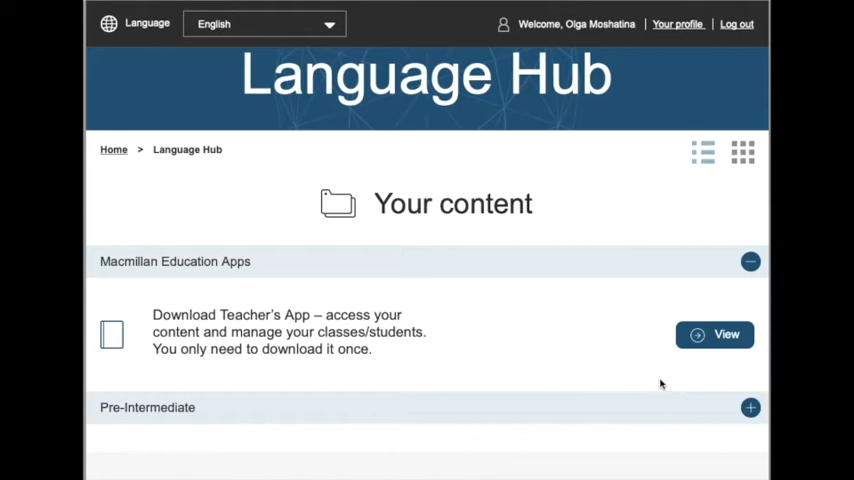 Language
English
Welcome, Olga Moshatina | Your profile | Log out
Language Hub
Home > Language Hub
Your content
Macmillan Education Apps
Download Teacher's App – access your
content and manage your classes/students.
You only need to download it once.
View
Pre-Intermediate